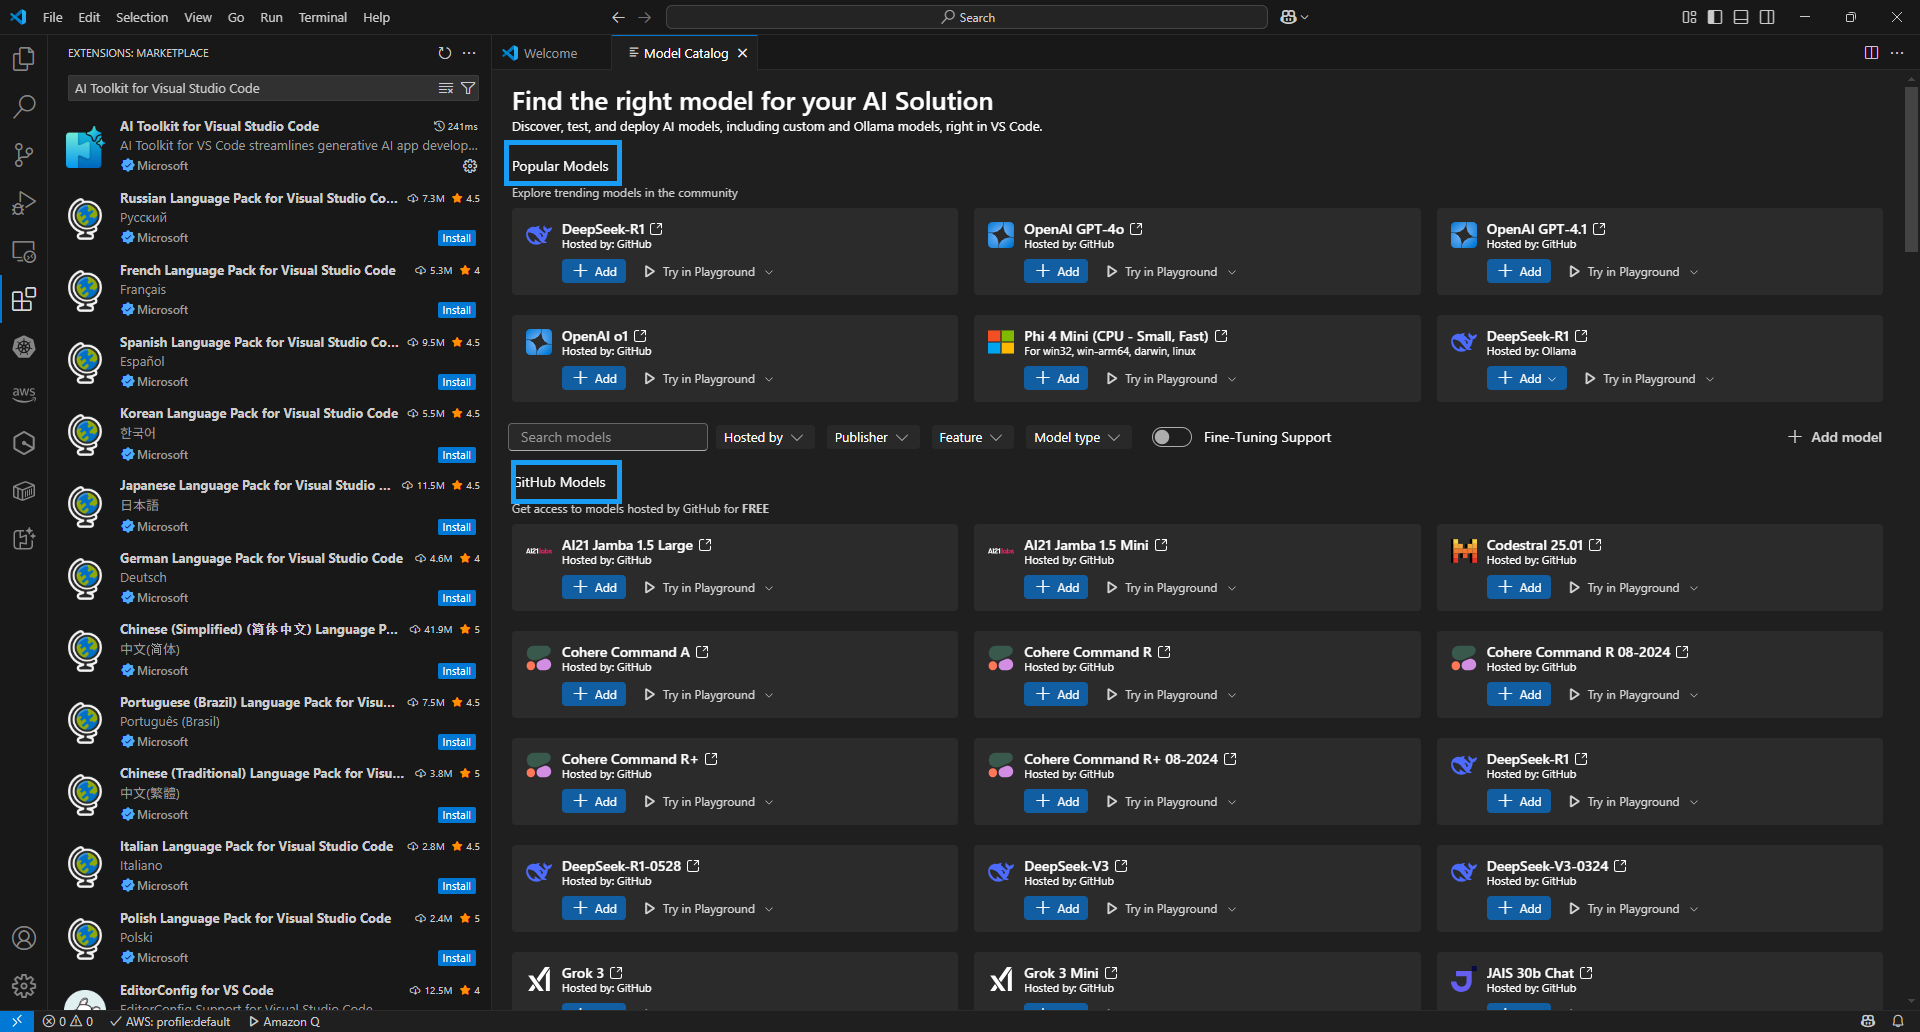 File Edit Selection View Go Run Terminal Help
Search
EXTENSIONS: MARKETPLACE
AI Toolkit for Visual Studio Code
AI Toolkit for Visual Studio Code 241ms
AI Toolkit for VS Code streamlines generative AI app develop...
Microsoft
Russian Language Pack for Visual Studio Co... 7.3M 4.5
Русский
Microsoft Install
French Language Pack for Visual Studio Code 5.3M 4
Français
Microsoft Install
Spanish Language Pack for Visual Studio Co... 9.5M 4.5
Español
Microsoft Install
Korean Language Pack for Visual Studio Code 5.5M 4.5
한국어
Microsoft Install
Japanese Language Pack for Visual Studio ... 11.5M 4.5
日本語
Microsoft Install
German Language Pack for Visual Studio Code 4.6M 4
Deutsch
Microsoft Install
Chinese (Simplified) (简体中文) Language P... 41.9M 5
中文(简体)
Microsoft Install
Portuguese (Brazil) Language Pack for Visu... 7.5M 4.5
Português (Brasil)
Microsoft Install
Chinese (Traditional) Language Pack for Visu... 3.8M 5
中文(繁體)
Microsoft Install
Italian Language Pack for Visual Studio Code 2.8M 4.5
Italiano
Microsoft Install
Polish Language Pack for Visual Studio Code 2.4M 5
Polski
Microsoft Install
EditorConfig for VS Code 12.5M 4
EditorConfig Support for Visual Studio Code
aws
Welcome Model Catalog
Find the right model for your AI Solution
Discover, test, and deploy AI models, including custom and Ollama models, right in VS Code.
Popular Models
Explore trending models in the community
DeepSeek-R1 OpenAI GPT-4o OpenAI GPT-4.1
Hosted by: GitHub Hosted by: GitHub Hosted by: GitHub
Add Try in Playground Add Try in Playground Add Try in Playground
OpenAI o1 Phi 4 Mini (CPU - Small, Fast) DeepSeek-R1
Hosted by: GitHub For win32, win-arm64, darwin, linux Hosted by: Ollama
Add Try in Playground Add Try in Playground Add Try in Playground
Search models Hosted by Publisher Feature Model type Fine-Tuning Support Add model
GitHub Models
Get access to models hosted by GitHub for FREE
AI21 Jamba 1.5 Large AI21 Jamba 1.5 Mini Codestral 25.01
AI21labs Hosted by: GitHub AI21labs Hosted by: GitHub Hosted by: GitHub
Add Try in Playground Add Try in Playground Add Try in Playground
Cohere Command A Cohere Command R Cohere Command R 08-2024
Hosted by: GitHub Hosted by: GitHub Hosted by: GitHub
Add Try in Playground Add Try in Playground Add Try in Playground
Cohere Command R+ Cohere Command R+ 08-2024 DeepSeek-R1
Hosted by: GitHub Hosted by: GitHub Hosted by: GitHub
Add Try in Playground Add Try in Playground Add Try in Playground
DeepSeek-R1-0528 DeepSeek-V3 DeepSeek-V3-0324
Hosted by: GitHub Hosted by: GitHub Hosted by: GitHub
Add Try in Playground Add Try in Playground Add Try in Playground
Grok 3 Grok 3 Mini JAIS 30b Chat
Hosted by: GitHub Hosted by: GitHub Hosted by: GitHub
0 0 AWS: profile:default Amazon Q